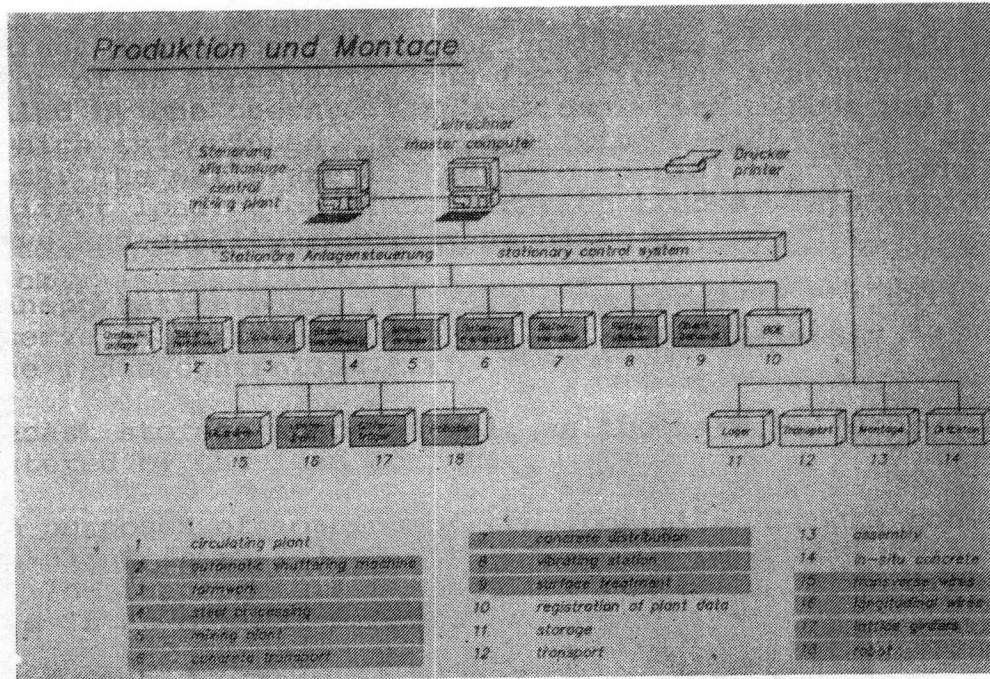 Produktion und Montage
Leitrechner
master computer
Steuerung
Mischanlage
control
mixing plant
Drucker
printer
Stationäre Anlagensteuerung stationary control system
BDE
1 2 3 4 5 6 7 8 9 10
Lager Transport Montage Ortbeton
15 16 17 18 11 12 13 14
1 circulating plant
2 automatic shuttering machine
3 formwork
4 steel processing
5 mixing plant
6 concrete transport
7 concrete distribution
8 vibrating station
9 surface treatment
10 registration of plant data
11 storage
12 transport
13 assembly
14 in-situ concrete
15 transverse wires
16 longitudinal wires
17 lattice girders
18 robot